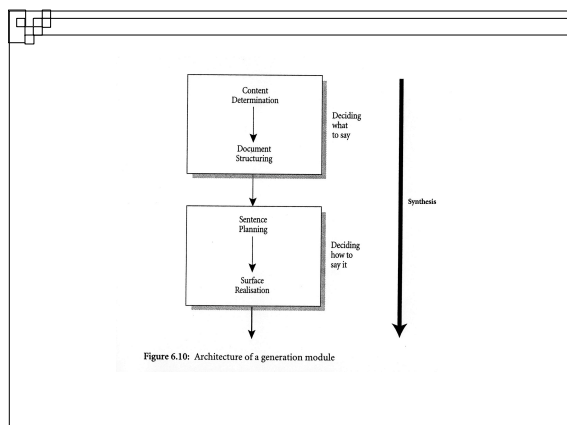 Content
Determination
Document
Structuring
Deciding
what
to say
Sentence
Planning
Surface
Realisation
Deciding
how to
say it
Synthesis
Figure 6.10: Architecture of a generation module